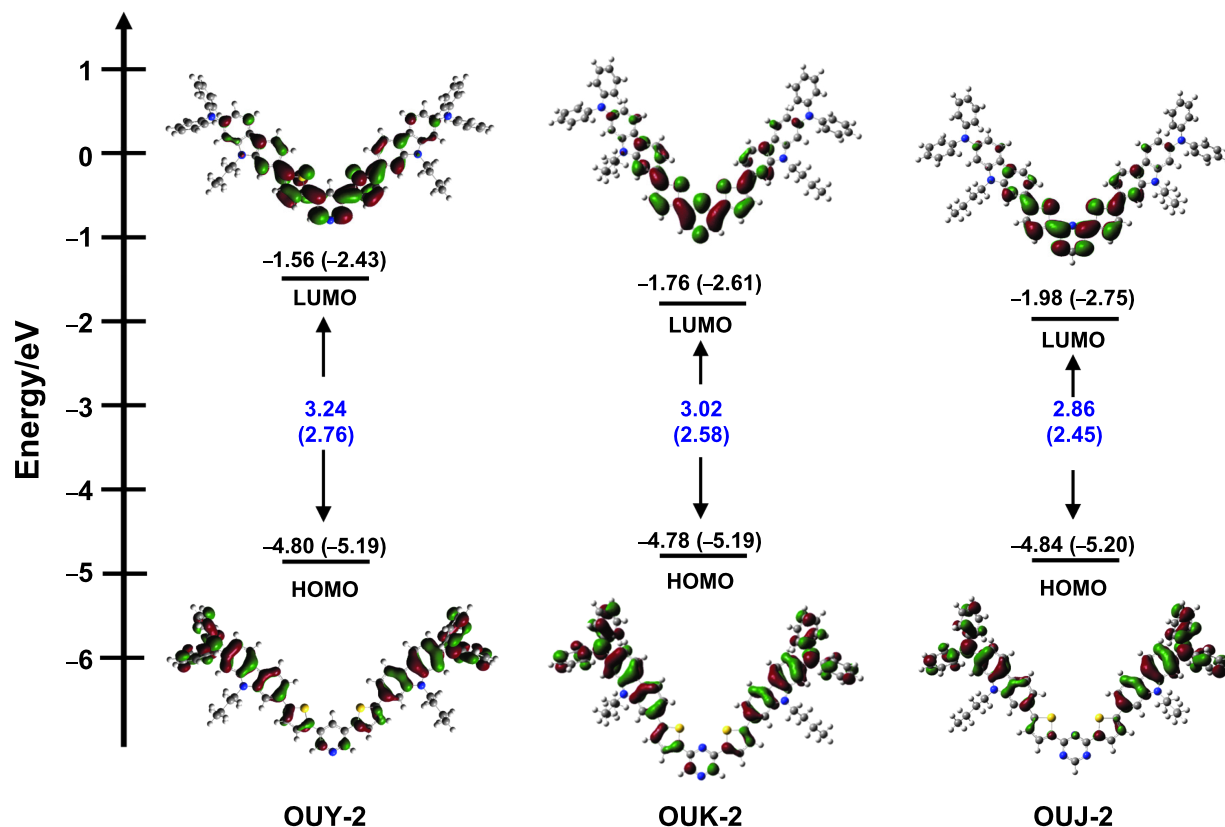 Energy/eV
1
0
–1
–2
–3
–4
–5
–6
–1.56 (–2.43)
LUMO
3.24
(2.76)
–4.80 (–5.19)
HOMO
OUY-2
–1.76 (–2.61)
LUMO
3.02
(2.58)
–4.78 (–5.19)
HOMO
OUK-2
–1.98 (–2.75)
LUMO
2.86
(2.45)
–4.84 (–5.20)
HOMO
OUJ-2